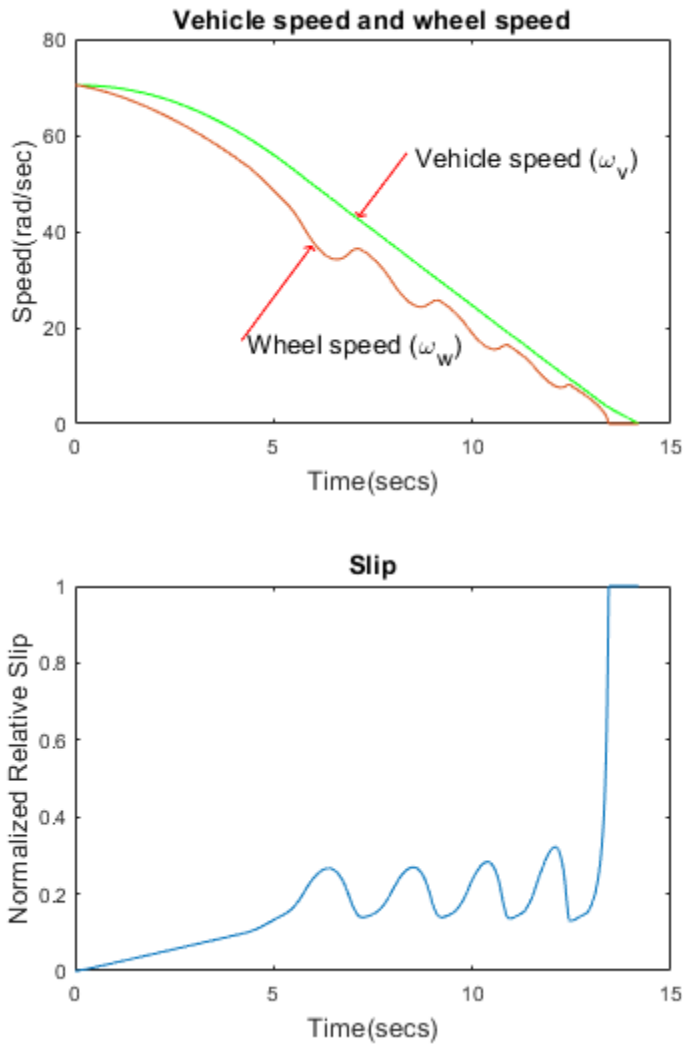 Vehicle speed and wheel speed
80
60
40
20
0
Speed(rad/sec)
Vehicle speed (ωv)
Wheel speed (ωw)
0 5 10 15
Time(secs)
Slip
1
0.8
0.6
0.4
0.2
0
Normalized Relative Slip
0 5 10 15
Time(secs)